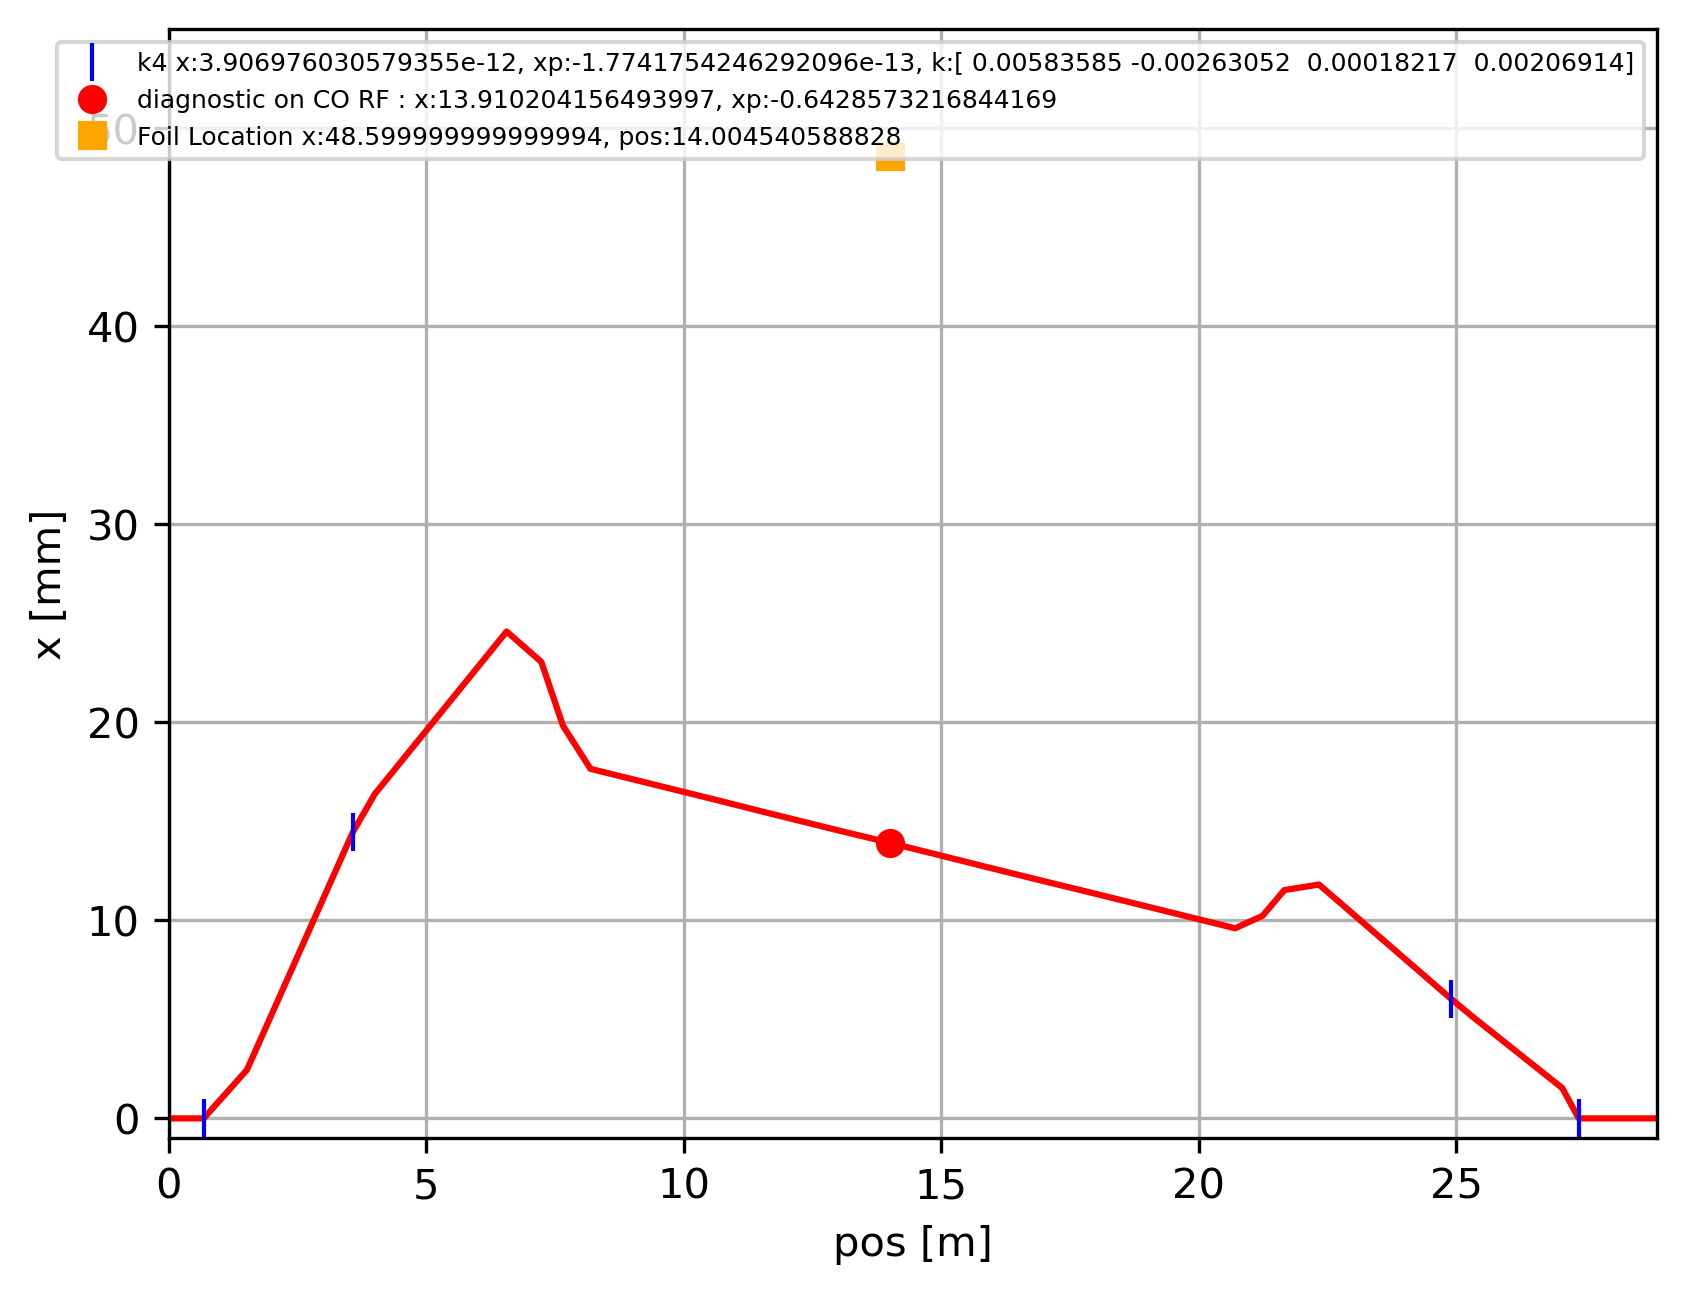 k4 x:3.906976030579355e-12, xp:-1.7741754246292096e-13, k:[ 0.00583585 -0.00263052  0.00018217  0.00206914]
diagnostic on CO RF : x:13.910204156493997, xp:-0.6428573216844169
Foil Location x:48.599999999999994, pos:14.004540588828
50
40
30
20
10
0
x [mm]
0 5 10 15 20 25
pos [m]